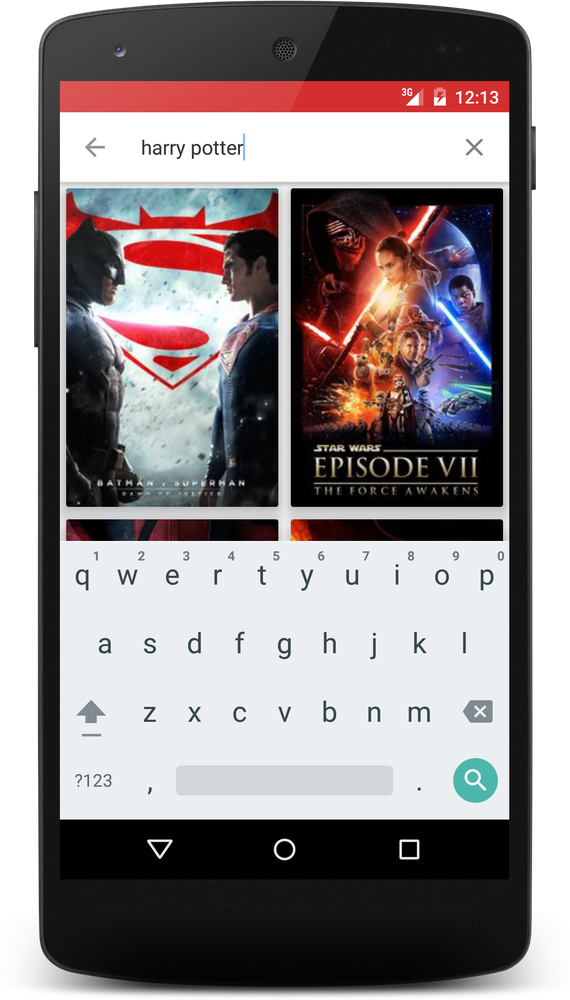 3G 12:13
harry potter
BATMAN V SUPERMAN
DAWN OF JUSTICE
STAR WARS
EPISODE VII
THE FORCE AWAKENS
1 2 3 4 5 6 7 8 9 0
q w e r t y u i o p
a s d f g h j k l
z x c v b n m
?123 , .